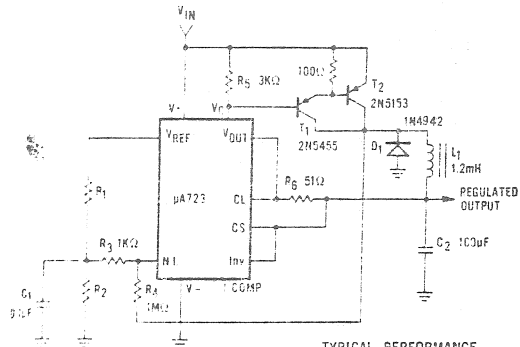 VIN
R5 3KΩ
100Ω
T2
2N5153
V+
VC
VREF
VOUT
T1
2N5455
1N4942
D1
L1
1.2mH
R6 51Ω
CL
REGULATED
OUTPUT
R1
μA723
CS
C2 100μF
R3 1KΩ
N.I.
Inv
C1
R2
R4
1MΩ
V-
COMP
TYPICAL PERFORMANCE